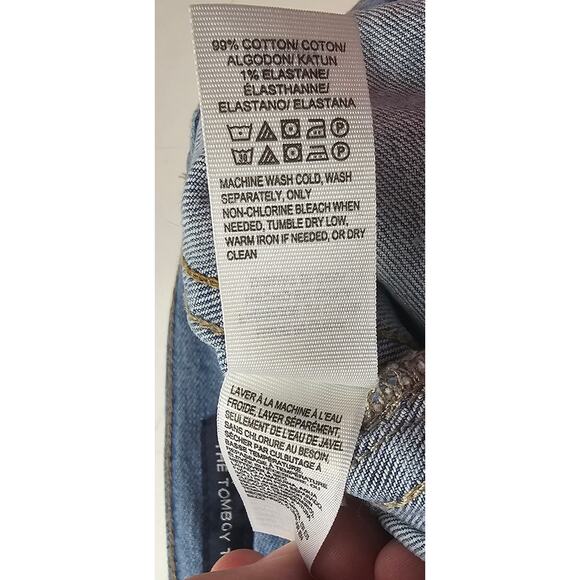 99% COTTON/ COTON/
ALGODON/ KATUN
1% ELASTANE/
ÉLASTHANNE/
ELASTANO/ ELASTANA
MACHINE WASH COLD, WASH
SEPARATELY, ONLY
NON-CHLORINE BLEACH WHEN
NEEDED, TUMBLE DRY LOW,
WARM IRON IF NEEDED, OR DRY
CLEAN
LAVER À LA MACHINE À L'EAU
FROIDE, LAVER SÉPARÉMENT,
SEULEMENT DE L'EAU DE JAVEL
SANS CHLORURE AU BESOIN,
SÉCHER PAR CULBUTAGE À
BASSE TEMPÉRATURE,
THE TOMBOY